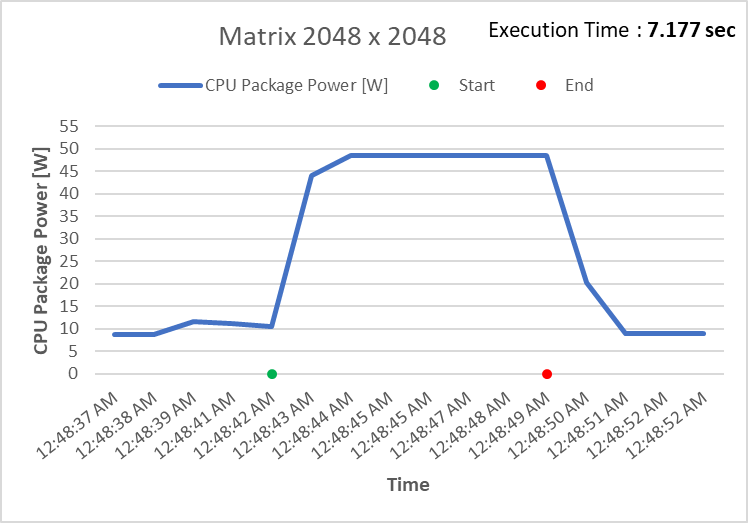 Matrix 2048 x 2048
Execution Time : 7.177 sec
CPU Package Power [W]
Start
End
55
50
45
40
35
30
25
20
15
10
5
0
CPU Package Power [W]
12:48:37 AM
12:48:38 AM
12:48:39 AM
12:48:41 AM
12:48:42 AM
12:48:43 AM
12:48:44 AM
12:48:45 AM
12:48:45 AM
12:48:47 AM
12:48:48 AM
12:48:49 AM
12:48:50 AM
12:48:51 AM
12:48:52 AM
12:48:52 AM
Time